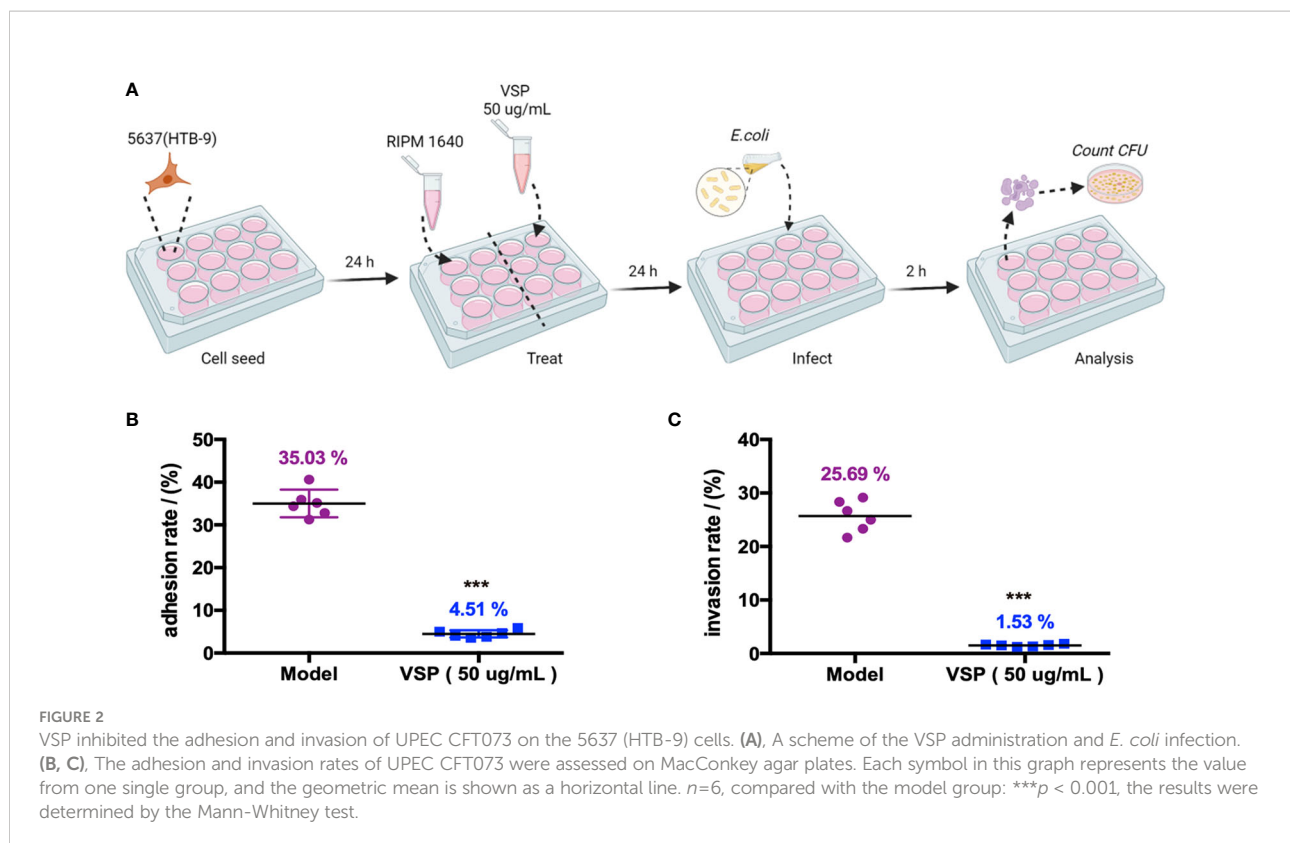 A
5637(HTB-9)
RIPM 1640
VSP
50 ug/mL
E.coli
Count CFU
24 h
24 h
2 h
Cell seed
Treat
Infect
Analysis
B
adhesion rate / (%)
50
40
30
20
10
0
35.03 %
***
4.51 %
Model
VSP ( 50 ug/mL )
C
invasion rate / (%)
40
30
20
10
0
25.69 %
***
1.53 %
Model
VSP ( 50 ug/mL )
FIGURE 2
VSP inhibited the adhesion and invasion of UPEC CFT073 on the 5637 (HTB-9) cells. (A), A scheme of the VSP administration and E. coli infection.
(B, C), The adhesion and invasion rates of UPEC CFT073 were assessed on MacConkey agar plates. Each symbol in this graph represents the value
from one single group, and the geometric mean is shown as a horizontal line. n=6, compared with the model group: ***p < 0.001, the results were
determined by the Mann-Whitney test.